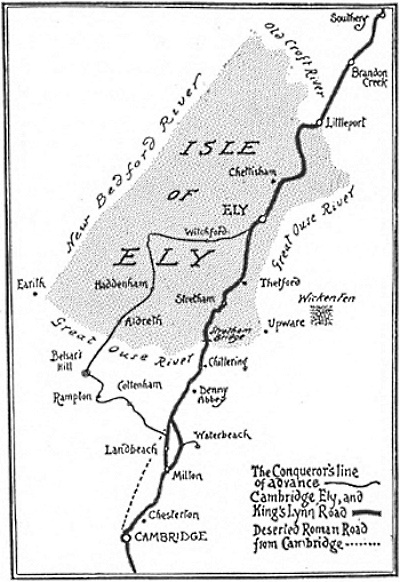 Southery
Old Croft River
Brandon
Creek
Littleport
New Bedford River
ISLE
OF
ELY
Chettisham
ELY
Witchford
Great Ouse River
Haddenham
Thetford
Stretham
Wicken Fen
Earith
Aldreth
Upware
Great Ouse River
Stretham
Bridge
Belsar's
Hill
Chittering
Rampton
Cottenham
Denny
Abbey
Landbeach
Waterbeach
Milton
Chesterton
CAMBRIDGE
The Conqueror's line
of advance
Cambridge Ely, and
King's Lynn Road
Deserted Roman Road
from Cambridge